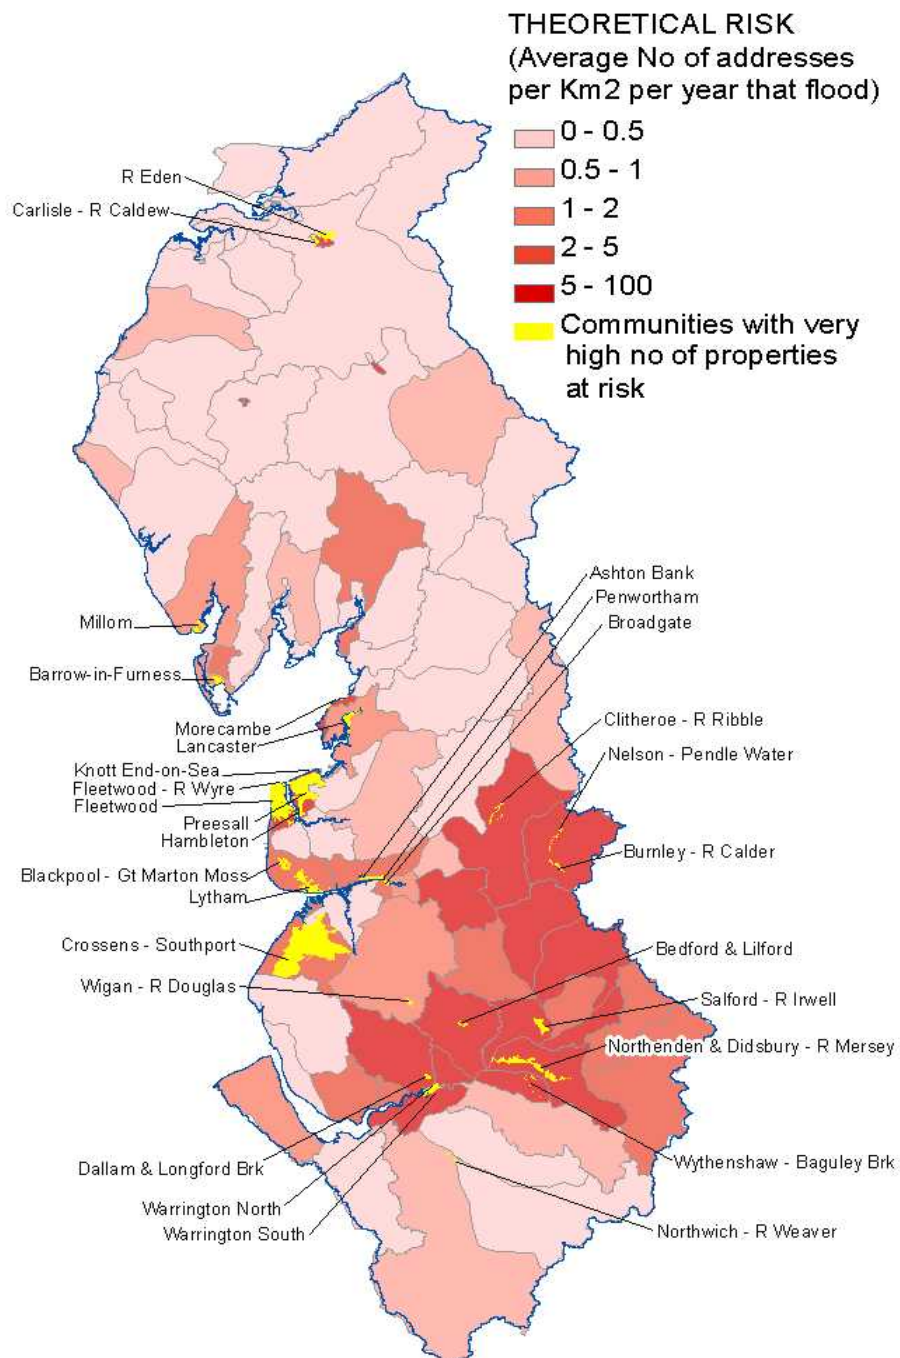 THEORETICAL RISK
(Average No of addresses
per Km2 per year that flood)
0 - 0.5
0.5 - 1
1 - 2
2 - 5
5 - 100
Communities with very
high no of properties
at risk
R Eden
Carlisle - R Caldew
Ashton Bank
Penwortham
Broadgate
Millom
Barrow-in-Furness
Morecambe
Lancaster
Clitheroe - R Ribble
Nelson - Pendle Water
Knott End-on-Sea
Fleetwood - R Wyre
Fleetwood
Preesall
Hambleton
Burnley - R Calder
Blackpool - Gt Marton Moss
Lytham
Crossens - Southport
Bedford & Lilford
Wigan - R Douglas
Salford - R Irwell
Northenden & Didsbury - R Mersey
Dallam & Longford Brk
Wythenshaw - Baguley Brk
Warrington North
Warrington South
Northwich - R Weaver